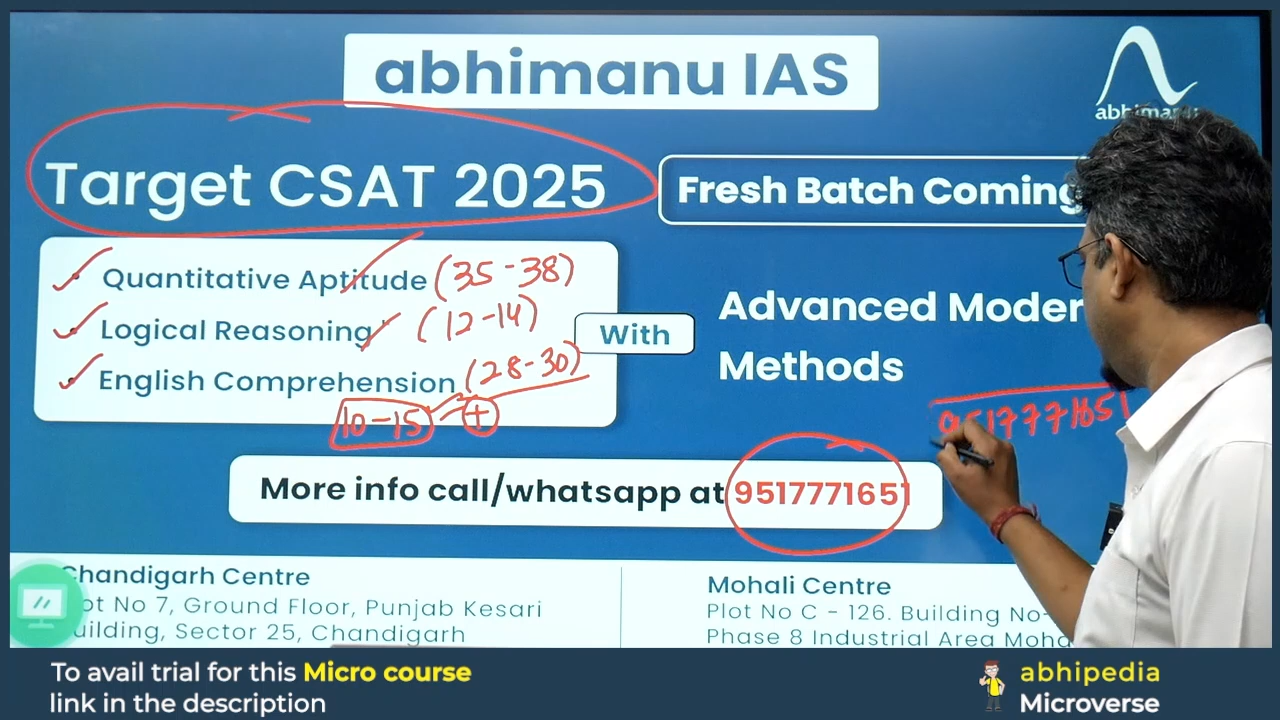 abhimanu IAS
abhimanu
Target CSAT 2025
Fresh Batch Coming
• Quantitative Aptitude (35-38)
• Logical Reasoning (12-14)
• English Comprehension (28-30)
10-15 +
With
Advanced Moder
Methods
9517771651
More info call/whatsapp at 9517771651
Chandigarh Centre
Plot No 7, Ground Floor, Punjab Kesari
Building, Sector 25, Chandigarh
Mohali Centre
Plot No C - 126. Building No-
Phase 8 Industrial Area Moha
To avail trial for this Micro course
link in the description
abhipedia
Microverse